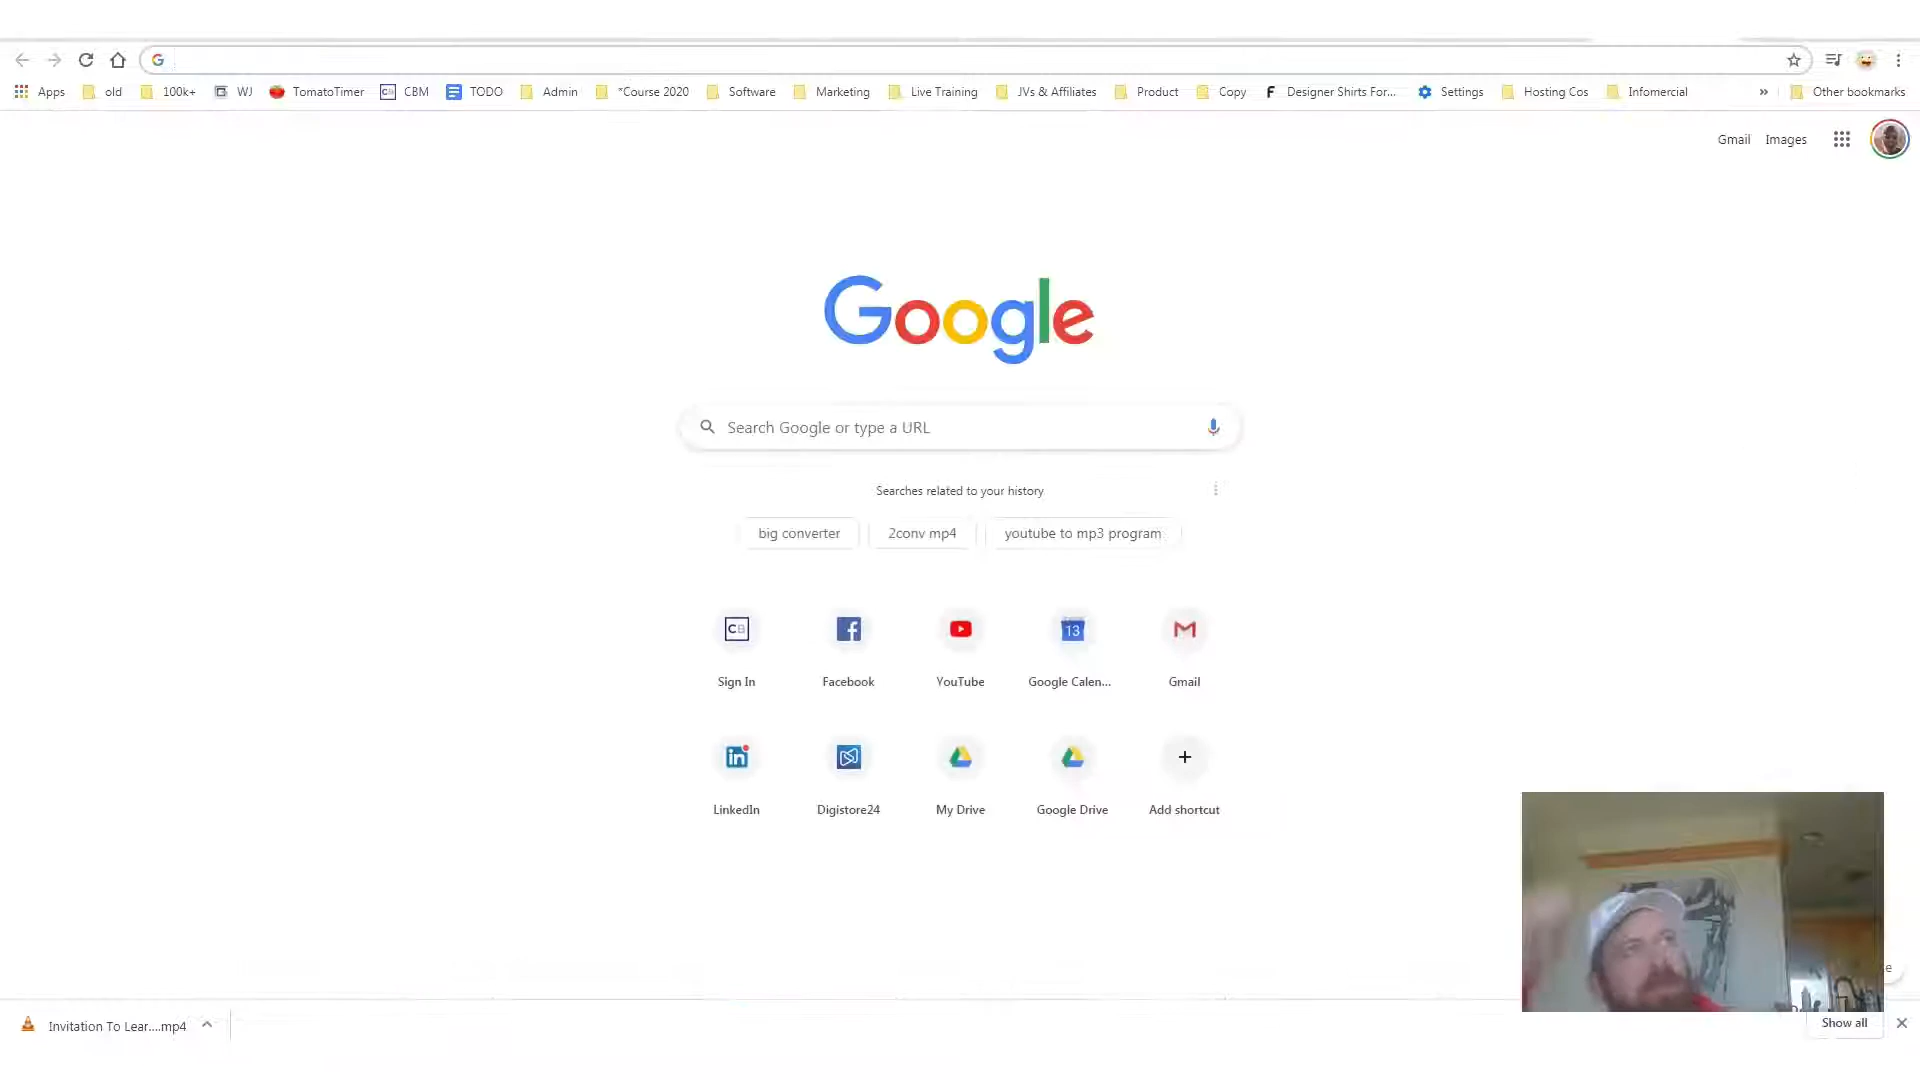 Apps old 100k+ WJ TomatoTimer CBM TODO Admin *Course 2020 Software Marketing Live Training JVs & Affiliates Product Copy Designer Shirts For... Settings Hosting Cos Infomercial » Other bookmarks
Gmail Images
Google
Search Google or type a URL
Searches related to your history
big converter 2conv mp4 youtube to mp3 program
CB 13
Sign In Facebook YouTube Google Calen... Gmail
LinkedIn Digistore24 My Drive Google Drive Add shortcut
Invitation To Lear....mp4 Show all